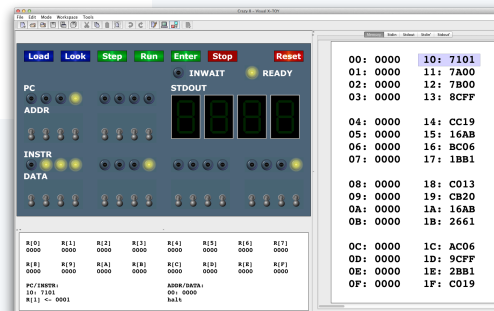 Crazy 8 - Visual X-TOY
File Edit Mode Workspace Tools
Load Look Step Run Enter Stop Reset
INWAIT READY
PC
STDOUT
ADDR
INSTR
DATA
R[0] R[1] R[2] R[3] R[4] R[5] R[6] R[7]
0000 0000 0000 0000 0000 0000 0000 0000
R[8] R[9] R[A] R[B] R[C] R[D] R[E] R[F]
0000 0000 0000 0000 0000 0000 0000 0000
PC/INSTR: ADDR/DATA:
10: 7101 00: 0000
R[1] <- 0001 halt
00: 0000 10: 7101
01: 0000 11: 7A00
02: 0000 12: 7B00
03: 0000 13: 8CFF
04: 0000 14: CC19
05: 0000 15: 16AB
06: 0000 16: BC06
07: 0000 17: 1BB1
08: 0000 18: C013
09: 0000 19: CB20
0A: 0000 1A: 16AB
0B: 0000 1B: 2661
0C: 0000 1C: AC06
0D: 0000 1D: 9CFF
0E: 0000 1E: 2BB1
0F: 0000 1F: C019